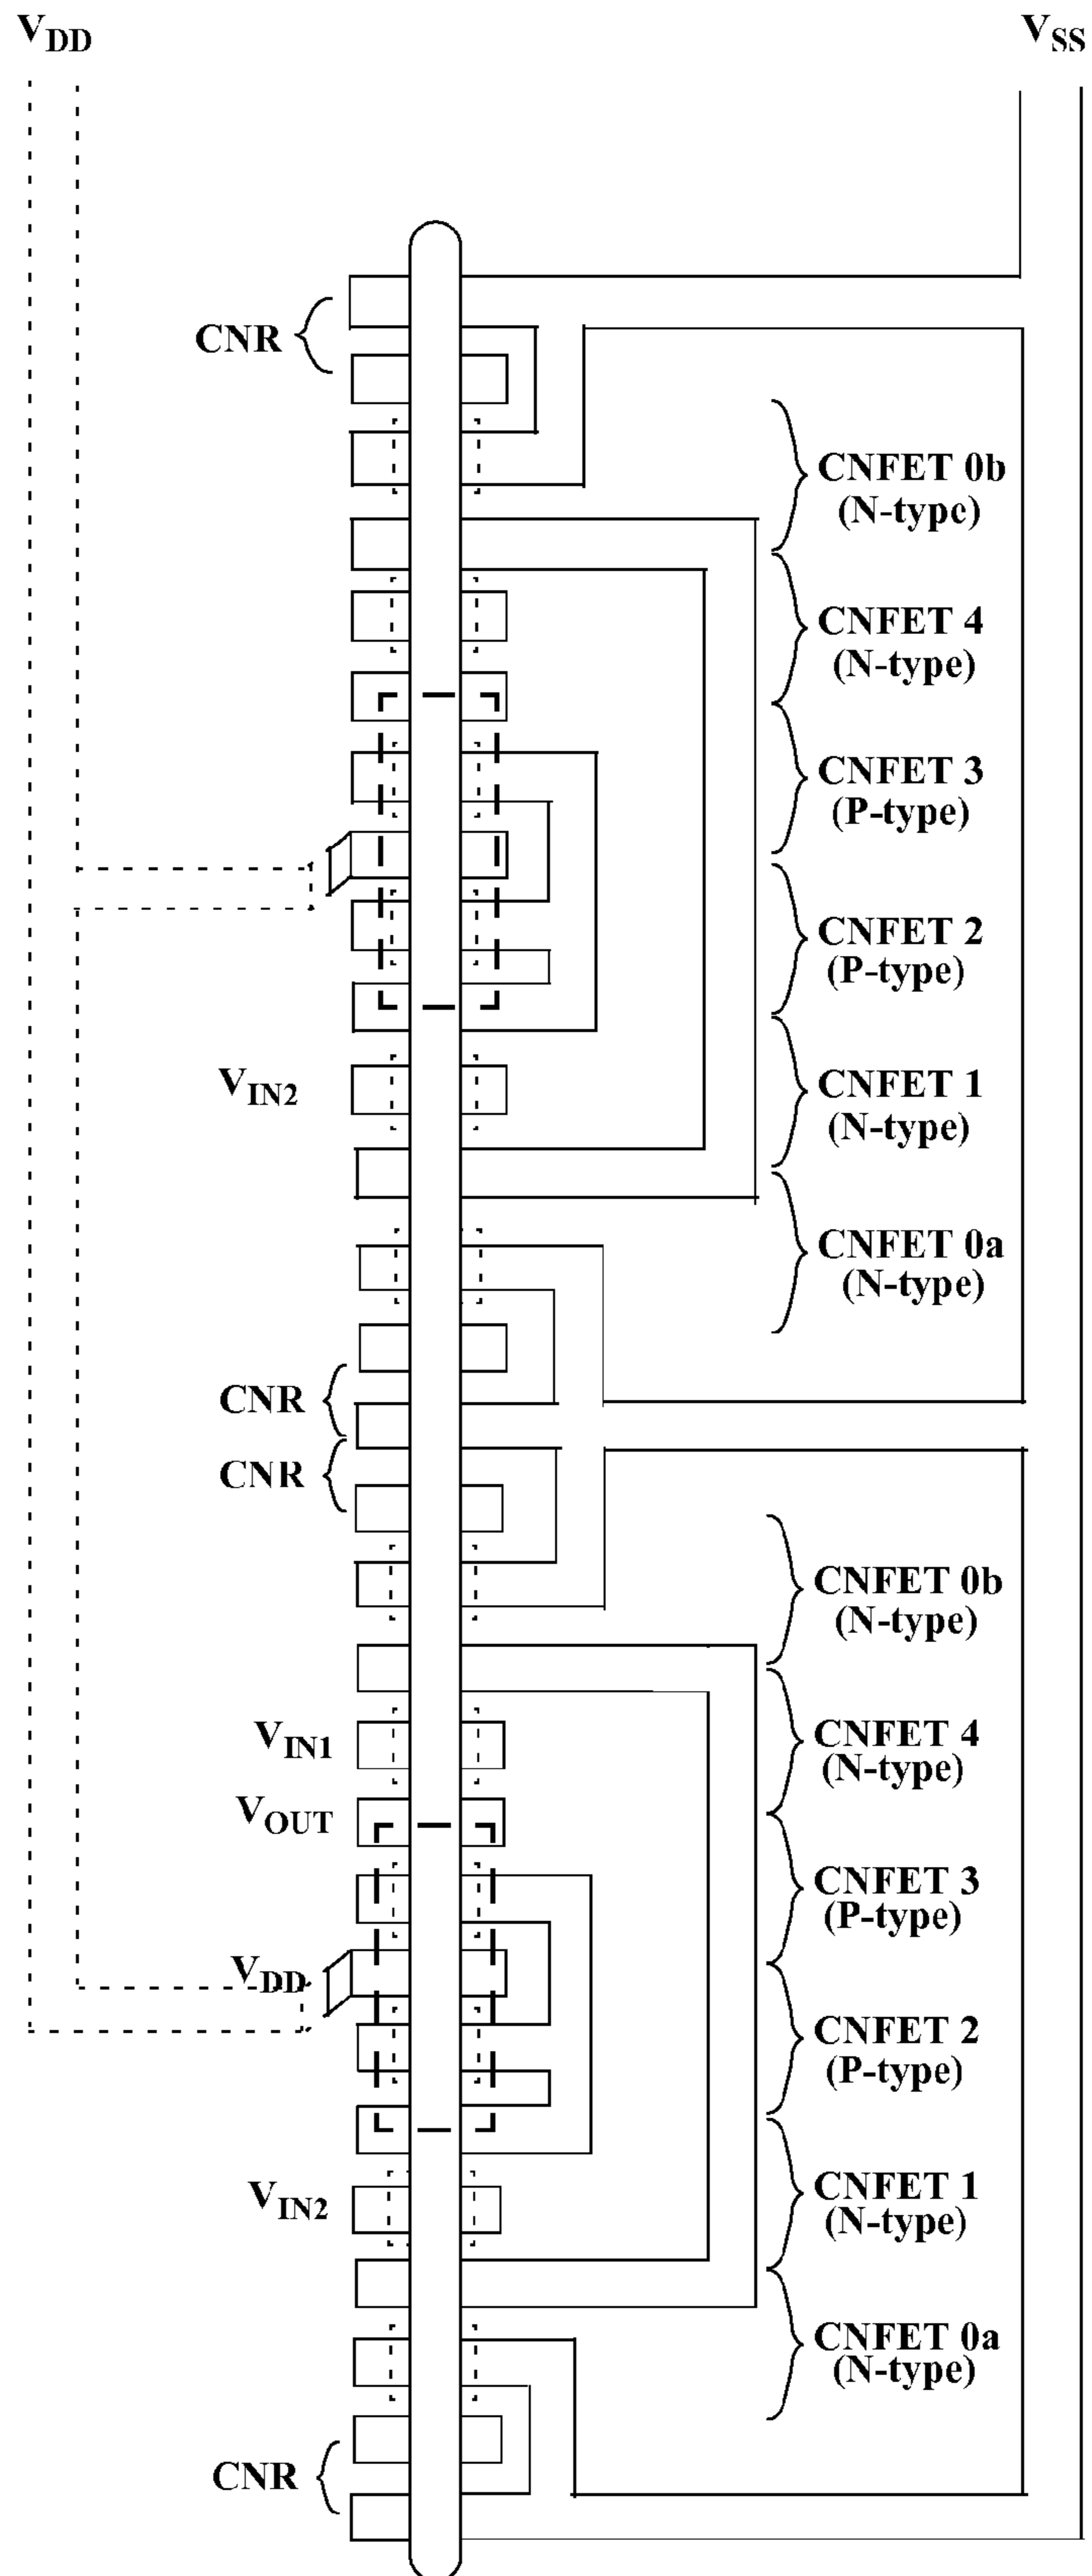 VDD
VSS
CNR
CNFET 0b
(N-type)
CNFET 4
(N-type)
CNFET 3
(P-type)
CNFET 2
(P-type)
VIN2
CNFET 1
(N-type)
CNFET 0a
(N-type)
CNR
CNR
CNFET 0b
(N-type)
VIN1
CNFET 4
(N-type)
VOUT
CNFET 3
(P-type)
VDD
CNFET 2
(P-type)
VIN2
CNFET 1
(N-type)
CNFET 0a
(N-type)
CNR